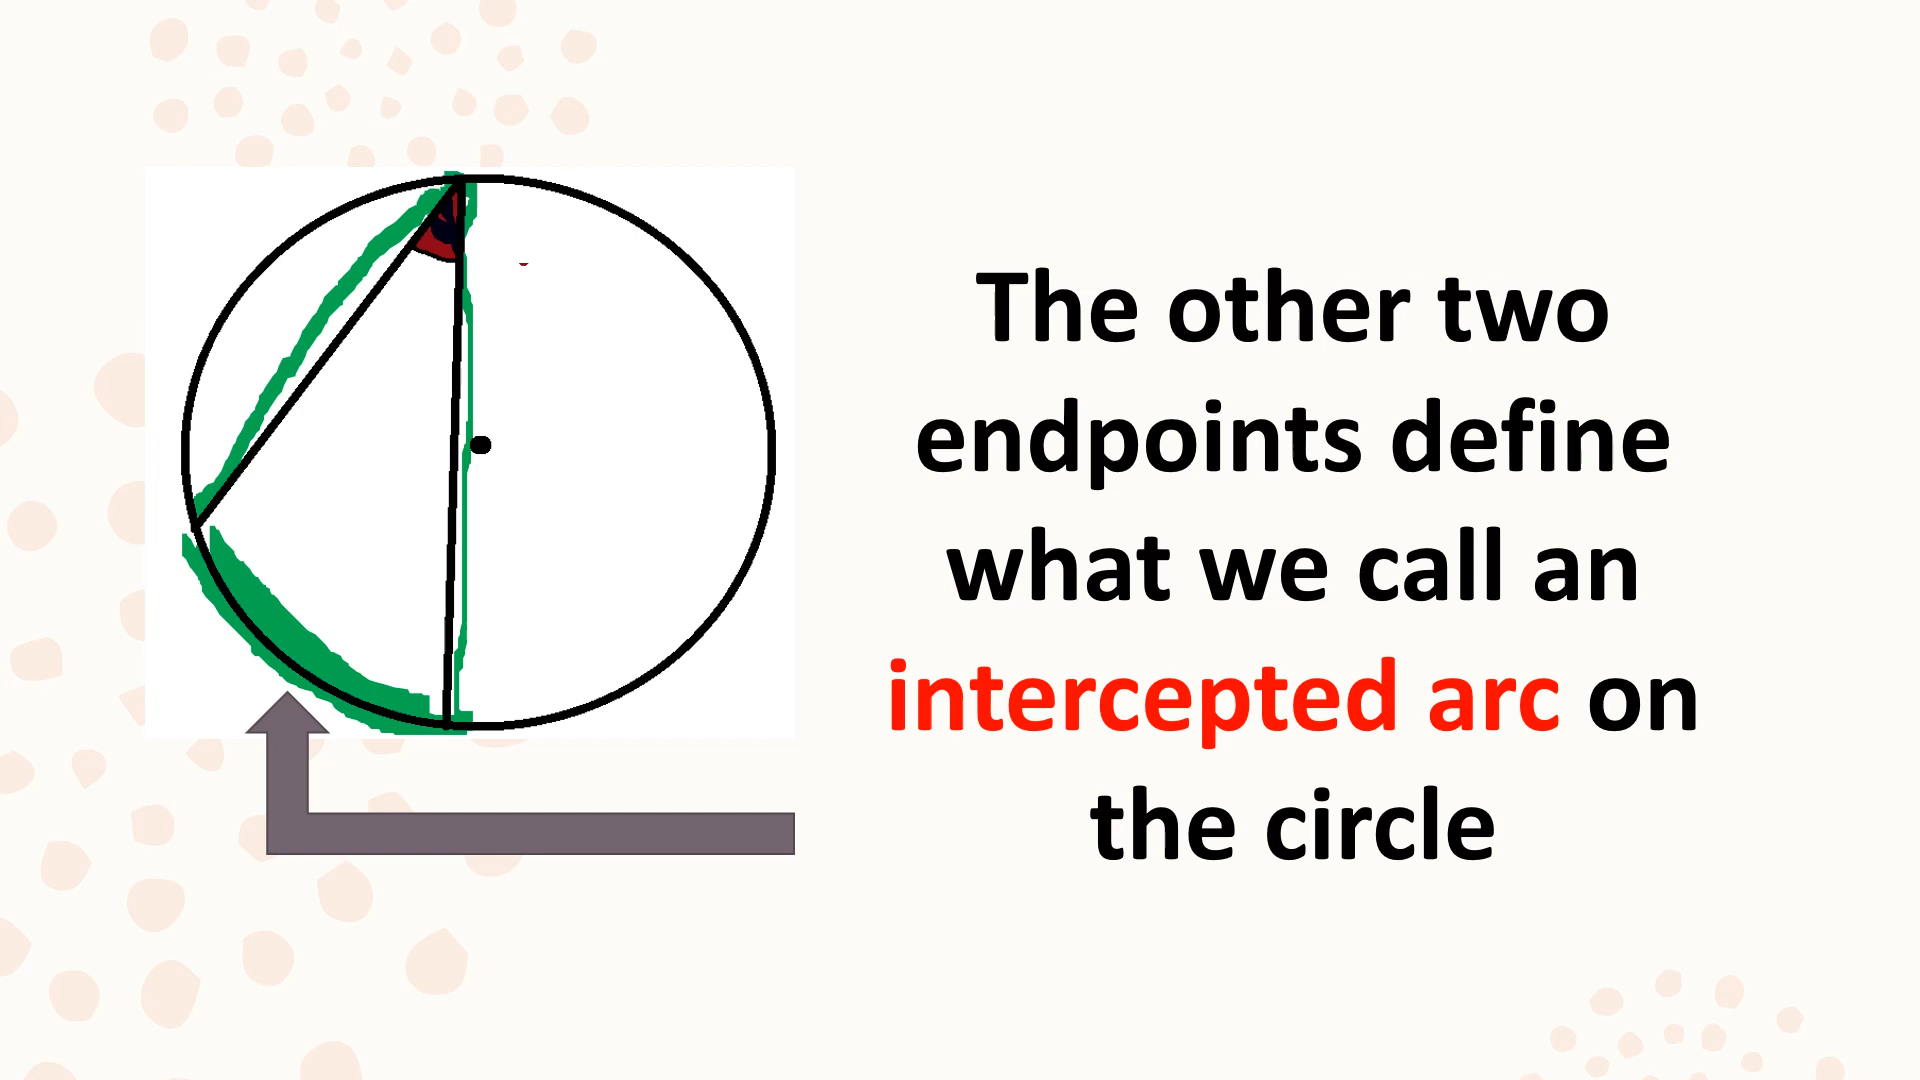 The other two
endpoints define
what we call an
intercepted arc on
the circle